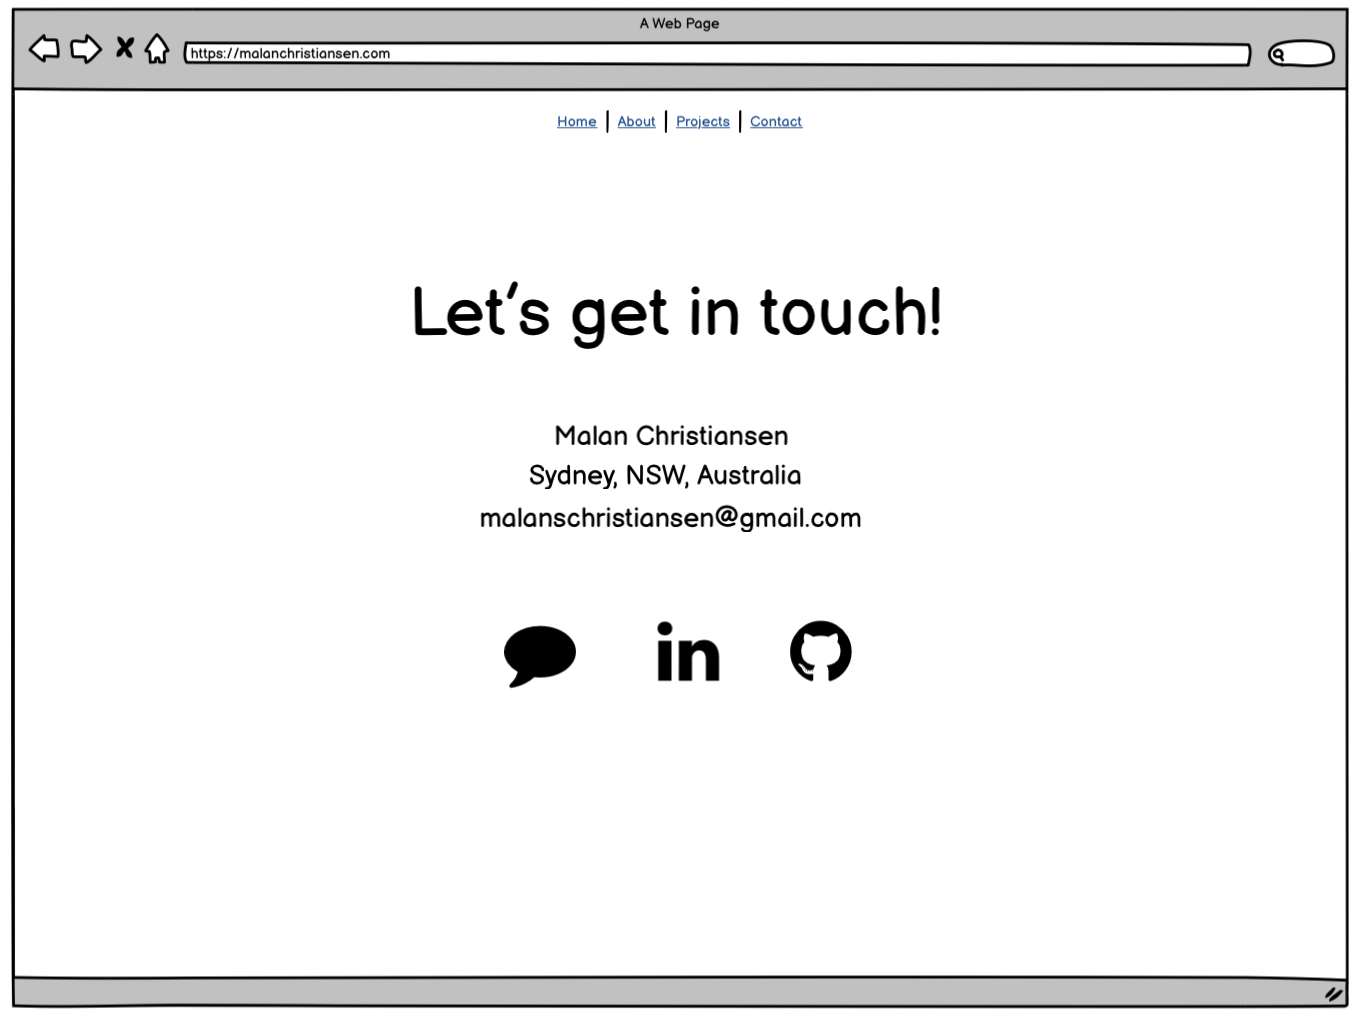 A Web Page
https://malanchristiansen.com
Home About Projects Contact
Let's get in touch!
Malan Christiansen
Sydney, NSW, Australia
malanschristiansen@gmail.com
in